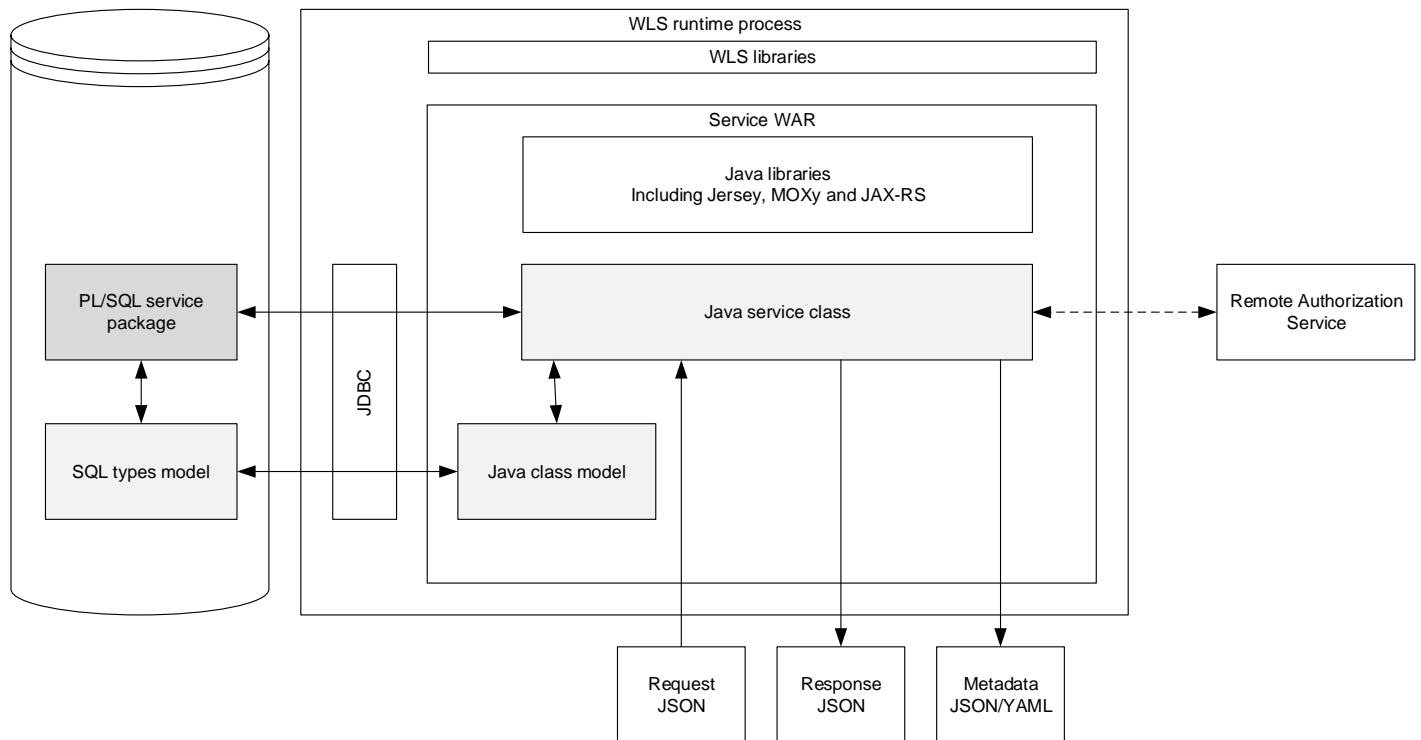 WLS runtime process
WLS libraries
Service WAR
Java libraries
Including Jersey, MOXy and JAX-RS
PL/SQL service
package
JDBC
Java service class
Remote Authorization
Service
SQL types model
Java class model
Request
JSON
Response
JSON
Metadata
JSON/YAML